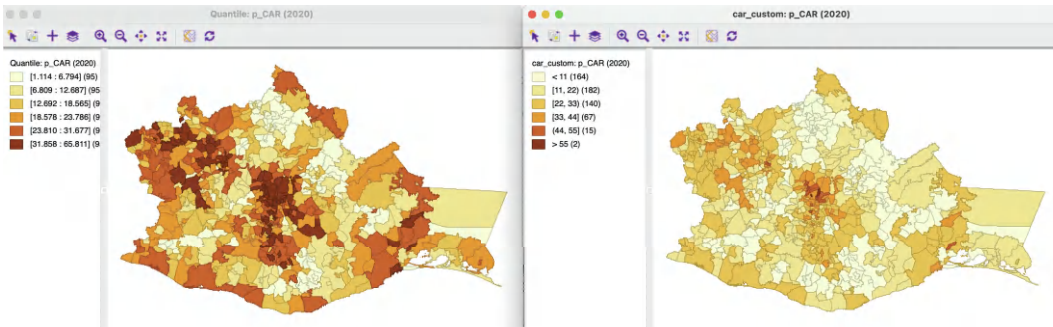 Quantile: p_CAR (2020)
Quantile: p_CAR (2020)
[1.114 : 6.794] (95)
[6.809 : 12.687] (95
[12.692 : 18.565] (9
[18.578 : 23.786] (9
[23.810 : 31.677] (9
[31.858 : 65.811] (9
car_custom: p_CAR (2020)
car_custom: p_CAR (2020)
< 11 (164)
[11, 22) (182)
[22, 33) (140)
[33, 44] (67)
(44, 55] (15)
> 55 (2)